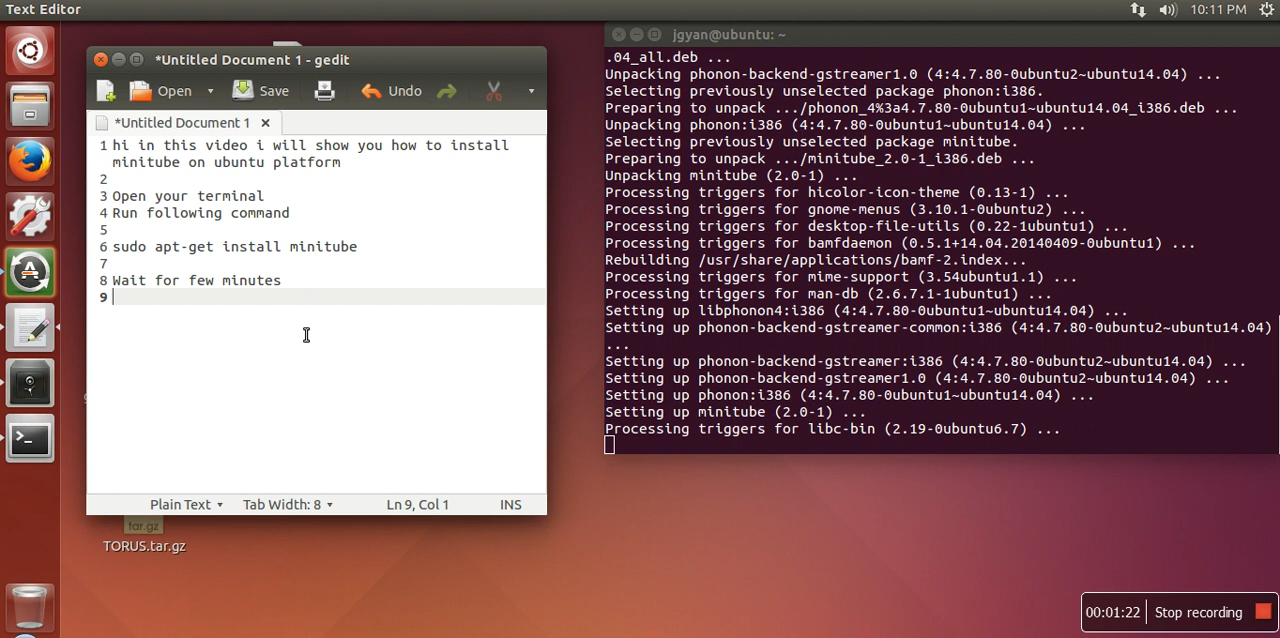 Text Editor
10:11 PM
*Untitled Document 1 - gedit
Open
Save
Undo
*Untitled Document 1
1 hi in this video i will show you how to install
minitube on ubuntu platform
2
3 Open your terminal
4 Run following command
5
6 sudo apt-get install minitube
7
8 Wait for few minutes
9
Plain Text
Tab Width: 8
Ln 9, Col 1
INS
tar.gz
TORUS.tar.gz
jgyan@ubuntu: ~
.04_all.deb ...
Unpacking phonon-backend-gstreamer1.0 (4:4.7.80-0ubuntu2~ubuntu14.04) ...
Selecting previously unselected package phonon:i386.
Preparing to unpack .../phonon_4%3a4.7.80-0ubuntu1~ubuntu14.04_i386.deb ...
Unpacking phonon:i386 (4:4.7.80-0ubuntu1~ubuntu14.04) ...
Selecting previously unselected package minitube.
Preparing to unpack .../minitube_2.0-1_i386.deb ...
Unpacking minitube (2.0-1) ...
Processing triggers for hicolor-icon-theme (0.13-1) ...
Processing triggers for gnome-menus (3.10.1-0ubuntu2) ...
Processing triggers for desktop-file-utils (0.22-1ubuntu1) ...
Processing triggers for bamfdaemon (0.5.1+14.04.20140409-0ubuntu1) ...
Rebuilding /usr/share/applications/bamf-2.index...
Processing triggers for mime-support (3.54ubuntu1.1) ...
Processing triggers for man-db (2.6.7.1-1ubuntu1) ...
Setting up libphonon4:i386 (4:4.7.80-0ubuntu1~ubuntu14.04) ...
Setting up phonon-backend-gstreamer-common:i386 (4:4.7.80-0ubuntu2~ubuntu14.04)
...
Setting up phonon-backend-gstreamer:i386 (4:4.7.80-0ubuntu2~ubuntu14.04) ...
Setting up phonon-backend-gstreamer1.0 (4:4.7.80-0ubuntu2~ubuntu14.04) ...
Setting up phonon:i386 (4:4.7.80-0ubuntu1~ubuntu14.04) ...
Setting up minitube (2.0-1) ...
Processing triggers for libc-bin (2.19-0ubuntu6.7) ...
00:01:22
Stop recording